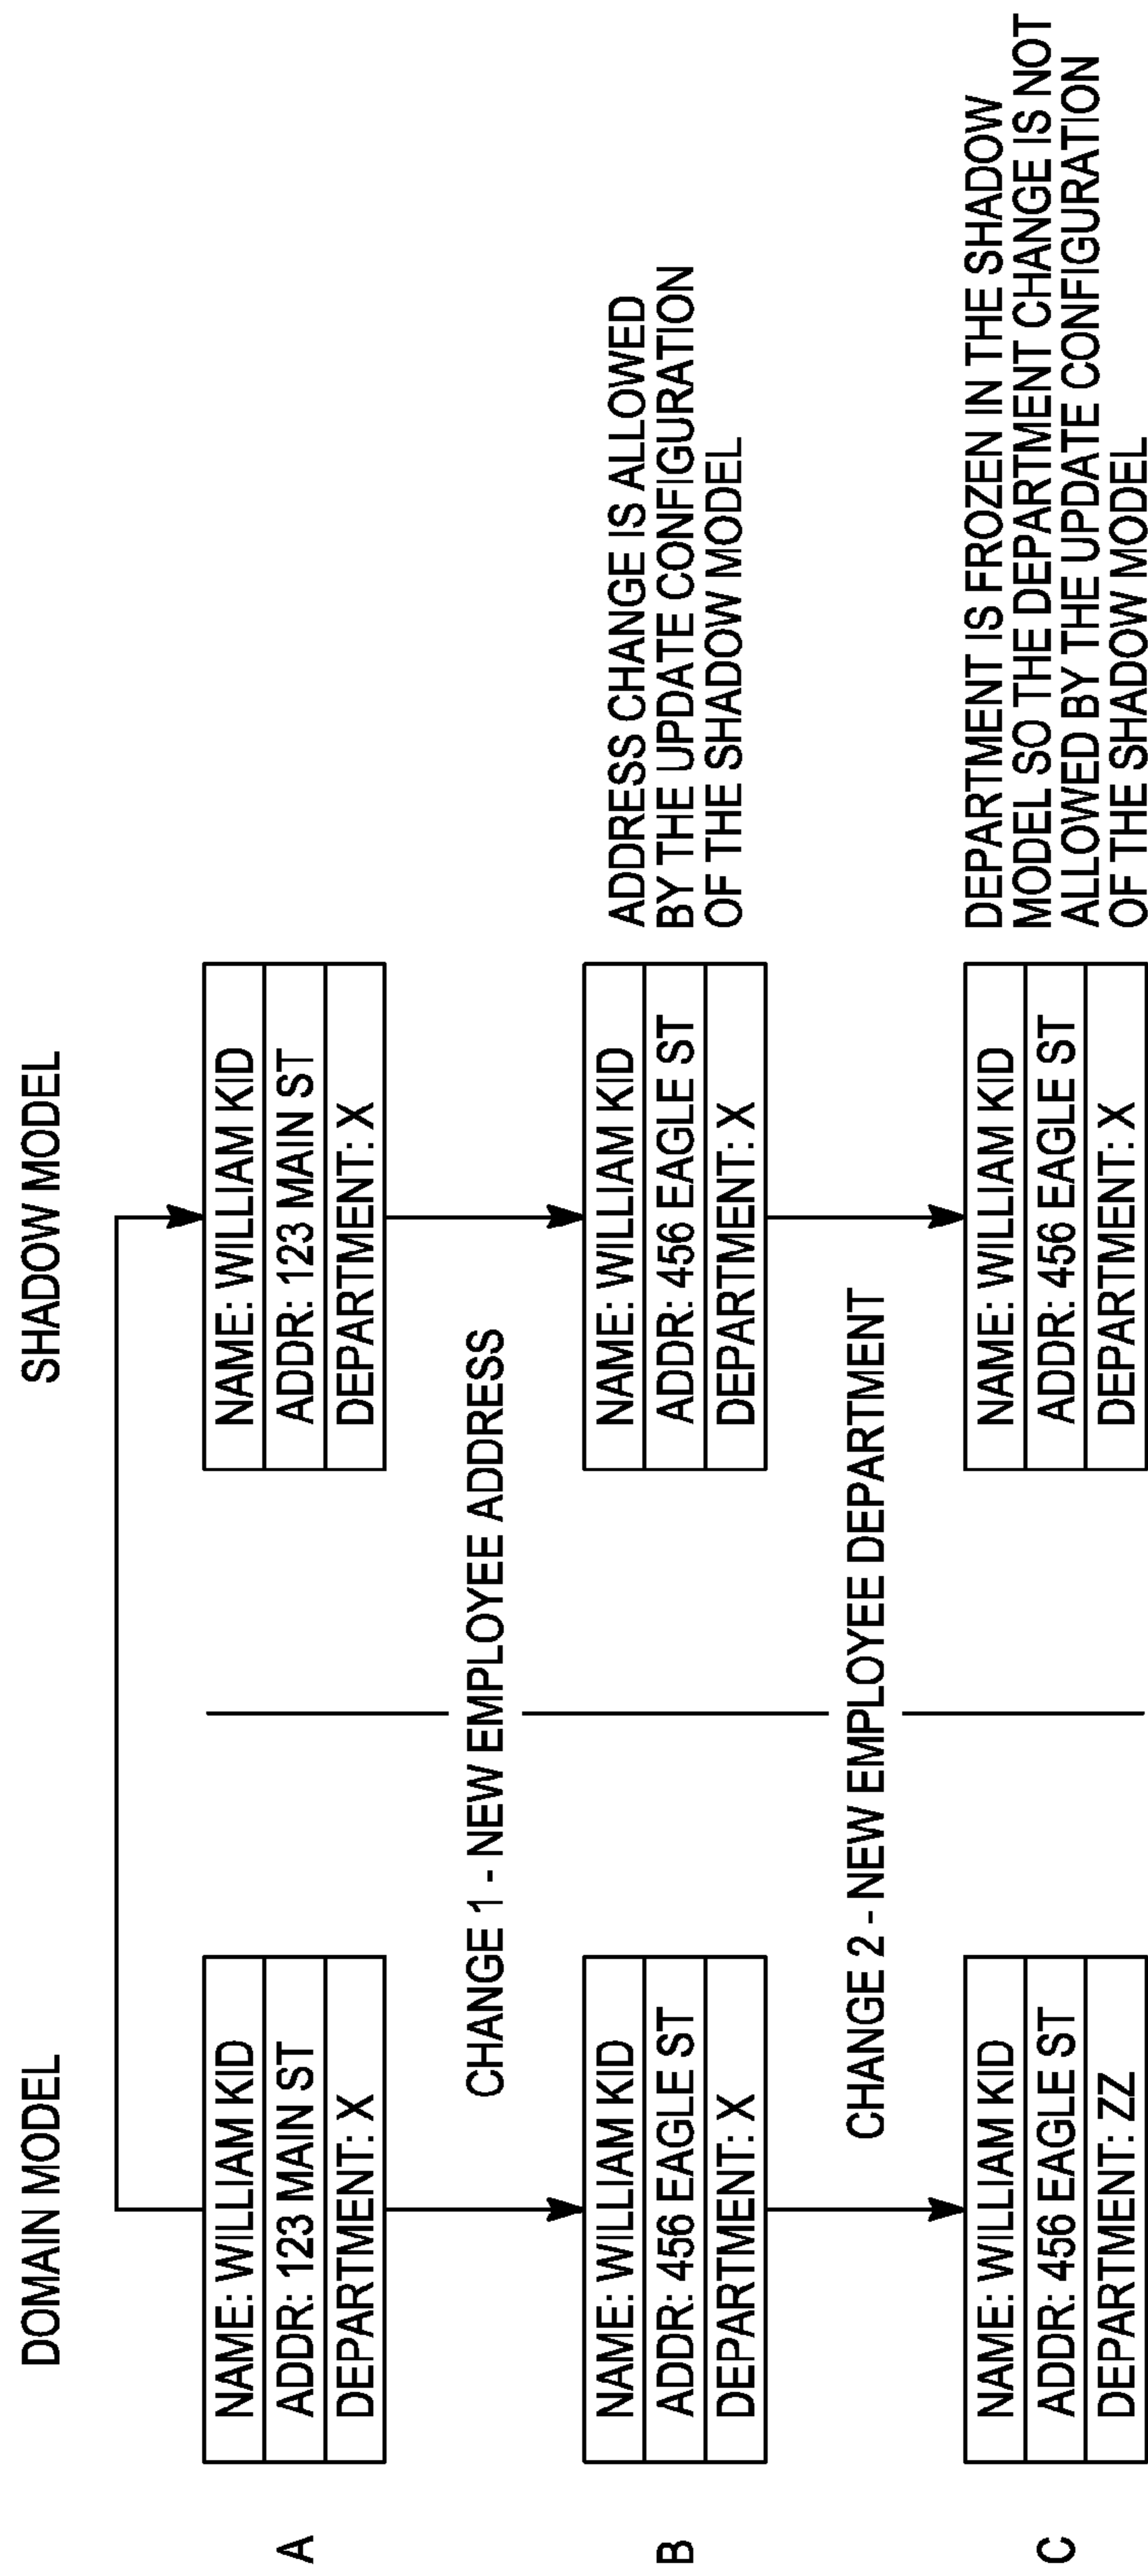 DOMAIN MODEL
SHADOW MODEL
A
NAME: WILLIAM KID
ADDR: 123 MAIN ST
DEPARTMENT: X
NAME: WILLIAM KID
ADDR: 123 MAIN ST
DEPARTMENT: X
CHANGE 1 - NEW EMPLOYEE ADDRESS
B
NAME: WILLIAM KID
ADDR: 456 EAGLE ST
DEPARTMENT: X
NAME: WILLIAM KID
ADDR: 456 EAGLE ST
DEPARTMENT: X
ADDRESS CHANGE IS ALLOWED
BY THE UPDATE CONFIGURATION
OF THE SHADOW MODEL
CHANGE 2 - NEW EMPLOYEE DEPARTMENT
C
NAME: WILLIAM KID
ADDR: 456 EAGLE ST
DEPARTMENT: ZZ
NAME: WILLIAM KID
ADDR: 456 EAGLE ST
DEPARTMENT: X
DEPARTMENT IS FROZEN IN THE SHADOW
MODEL SO THE DEPARTMENT CHANGE IS NOT
ALLOWED BY THE UPDATE CONFIGURATION
OF THE SHADOW MODEL